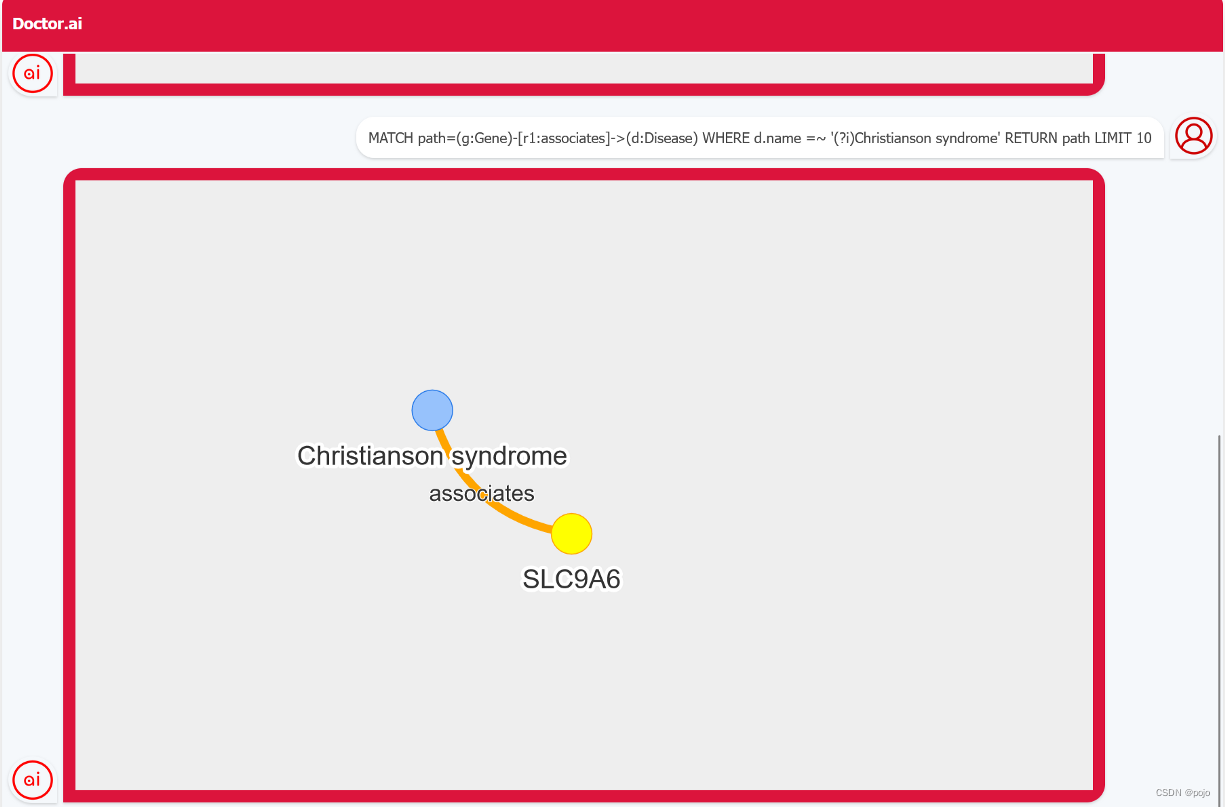 Doctor.ai
ai
MATCH path=(g:Gene)-[r1:associates]->(d:Disease) WHERE d.name =~ '(?i)Christianson syndrome' RETURN path LIMIT 10
Christianson syndrome
associates
SLC9A6
ai
CSDN @pojo